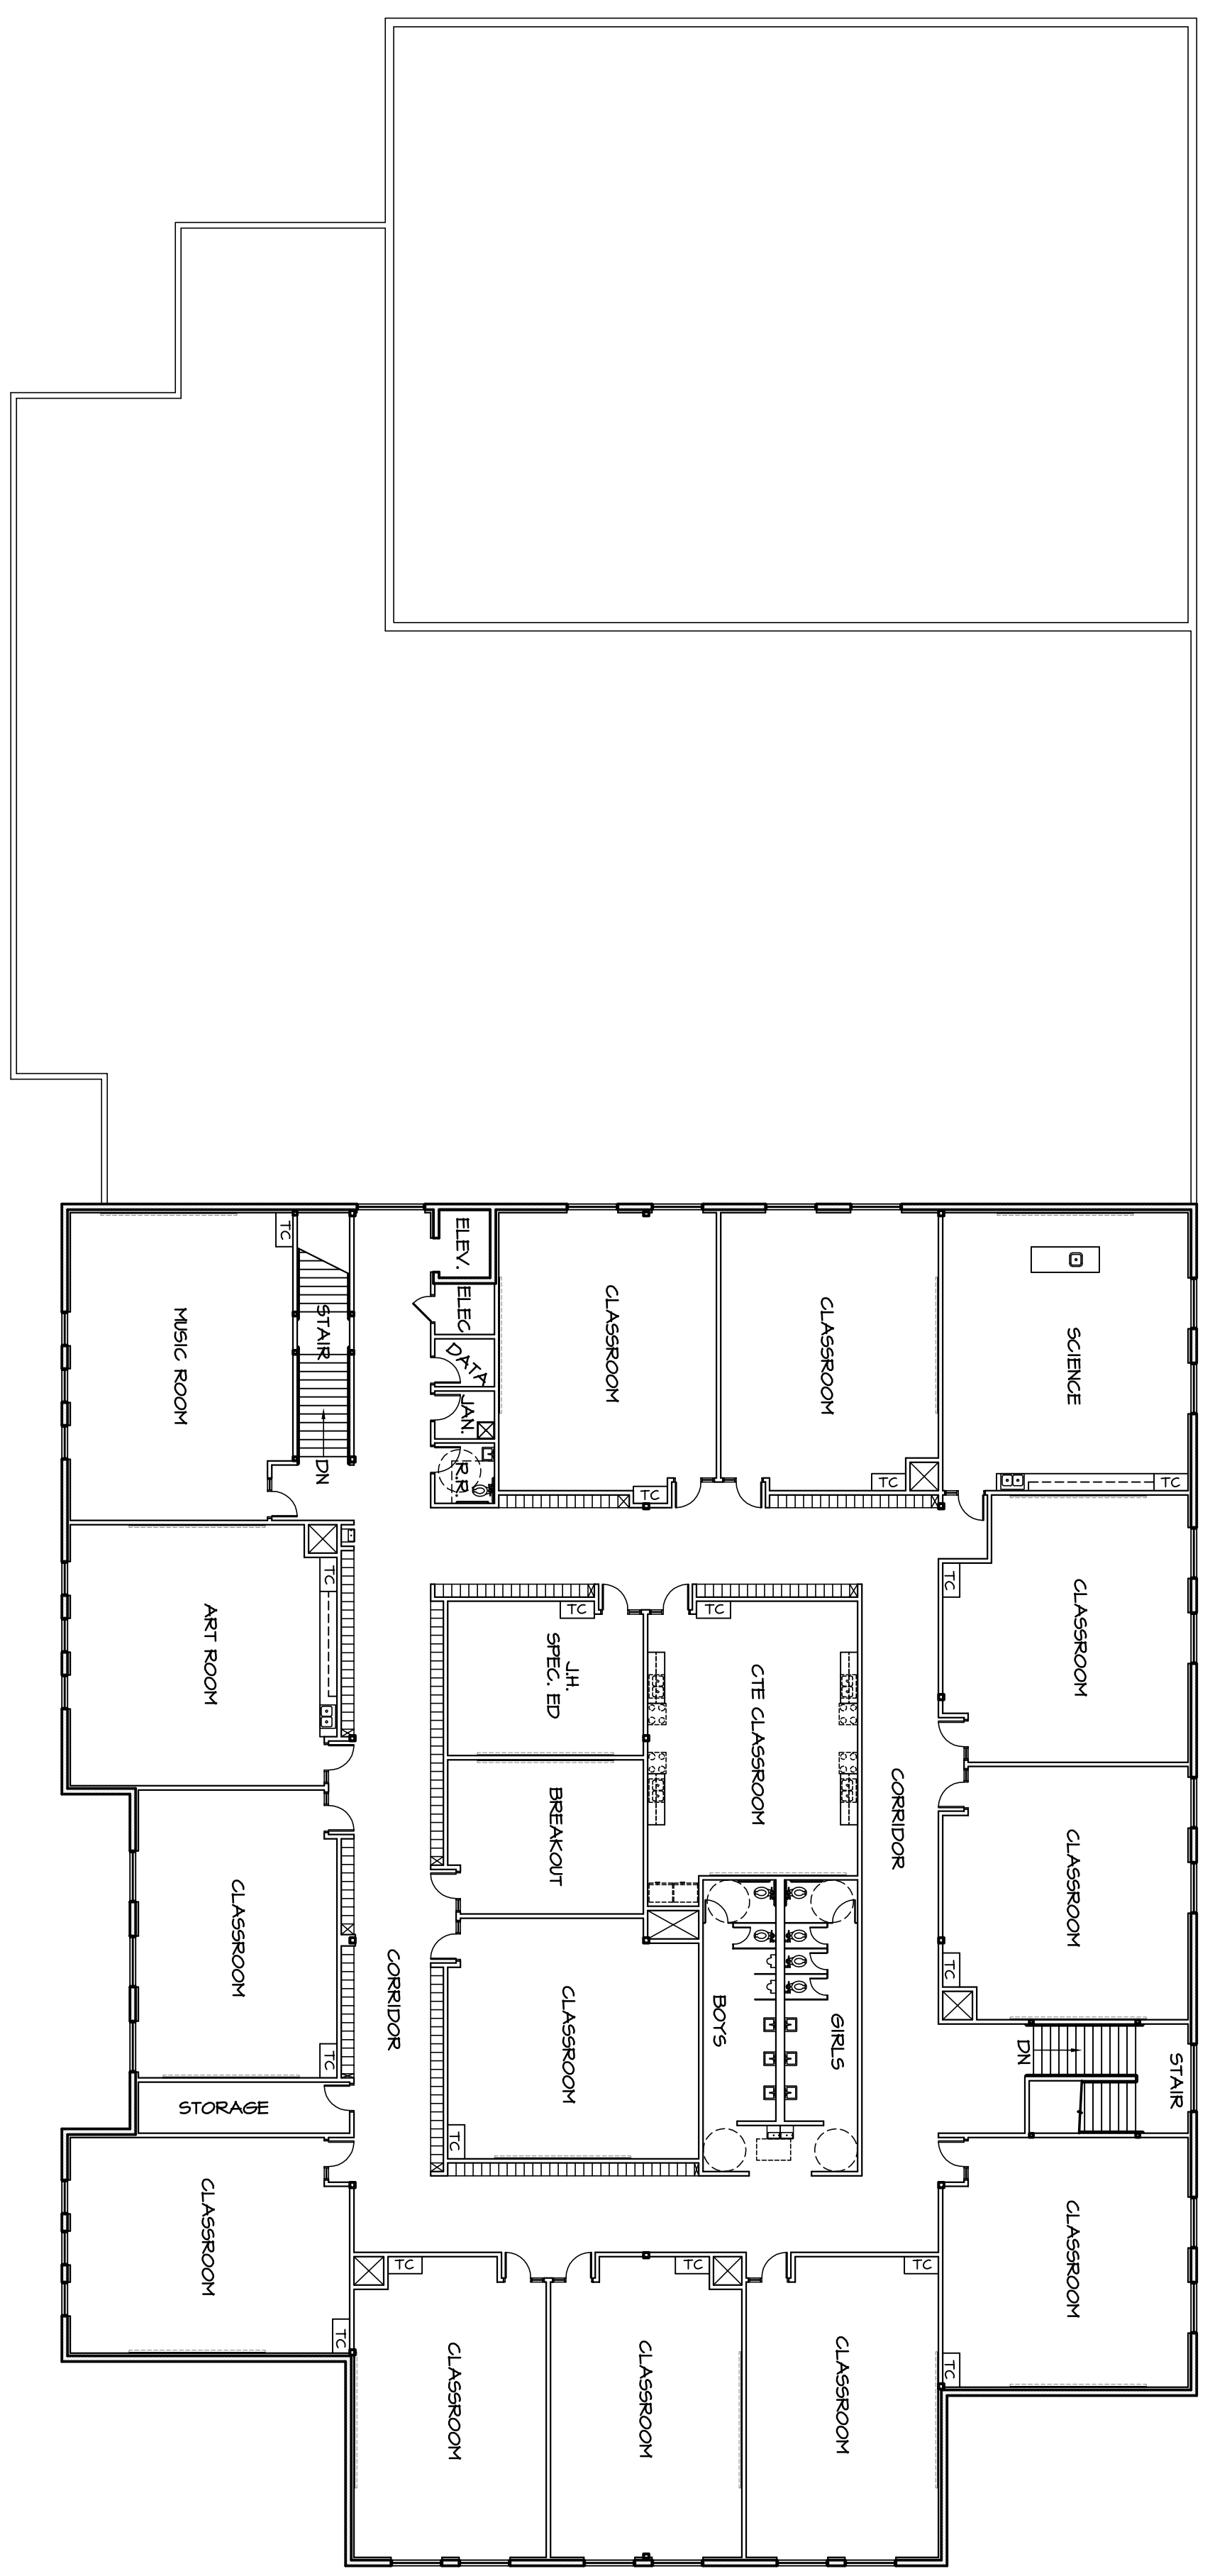 ELEV.
TC
STAIR
ELEC
CLASSROOM
CLASSROOM
MUSIC ROOM
SCIENCE
DATA
JAN.
DN
R.R.
TC
TC
TC
TC
TC
TC
TC
CLASSROOM
ART ROOM
J.H.
SPEC. ED
CTE CLASSROOM
CORRIDOR
BREAKOUT
CLASSROOM
CLASSROOM
CORRIDOR
CLASSROOM
TC
BOYS
GIRLS
DN
STAIR
TC
STORAGE
TC
CLASSROOM
CLASSROOM
TC
TC
TC
TC
TC
CLASSROOM
CLASSROOM
CLASSROOM